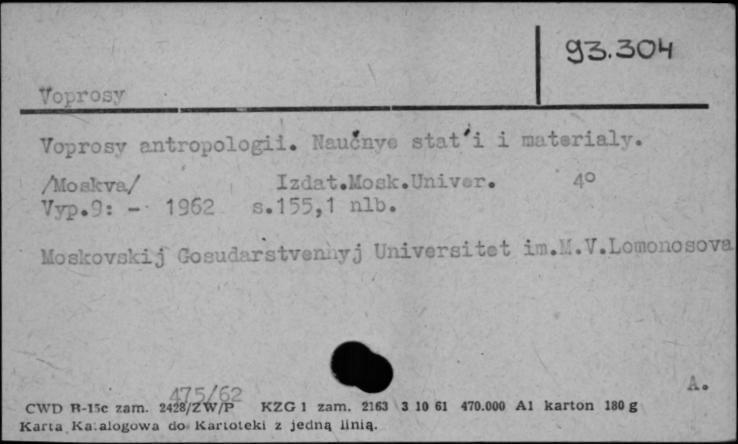 93.304
Voprosy
Voprosy antropologii. Naučnye stat'i i materialy.
/Moskva/ Izdat.Mosk.Univer. 4°
Vyp.9: - 1962 s.155,1 nlb.
Moskovskij Gosudarstvennyj Universitet im.M.V.Lomonosova
A.
475/62
CWD R-15c zam. 2428/ZW/P KZG 1 zam. 2163 3 10 61 470.000 A1 karton 180 g
Karta Katalogowa do Kartoteki z jedną linią.